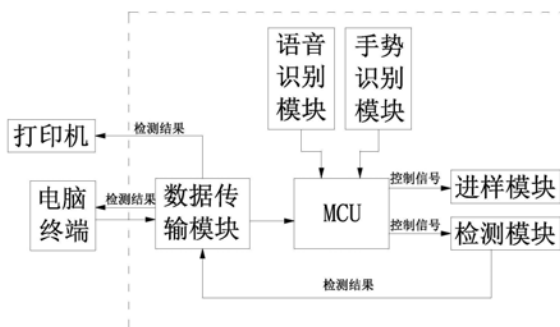 语音
识别
模块
手势
识别
模块
打印机
检测结果
电脑
终端
检测结果
数据传
输模块
MCU
控制信号
进样模块
控制信号
检测模块
检测结果